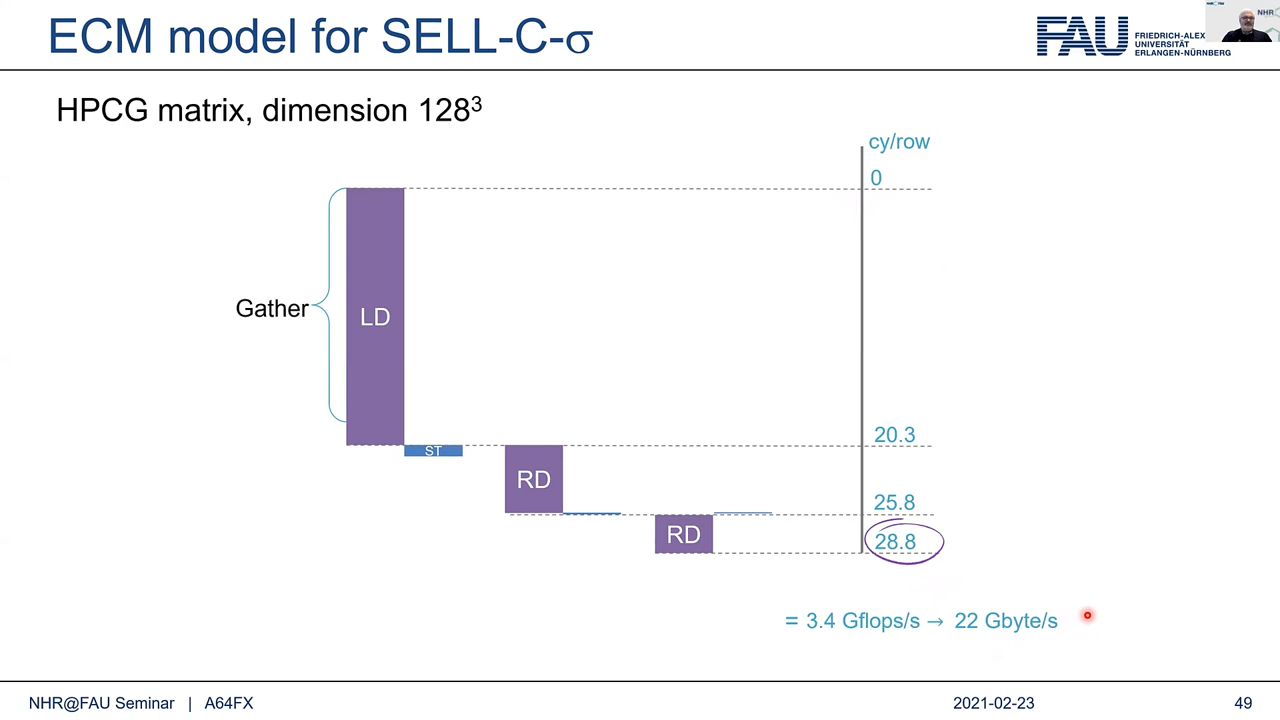 ECM model for SELL-C-σ
FAU FRIEDRICH-ALEX
UNIVERSITÄT
ERLANGEN-NÜRNBERG
NHR
HPCG matrix, dimension 128³
cy/row
0
Gather
LD
20.3
ST
RD
25.8
RD
28.8
= 3.4 Gflops/s → 22 Gbyte/s
NHR@FAU Seminar | A64FX
2021-02-23
49